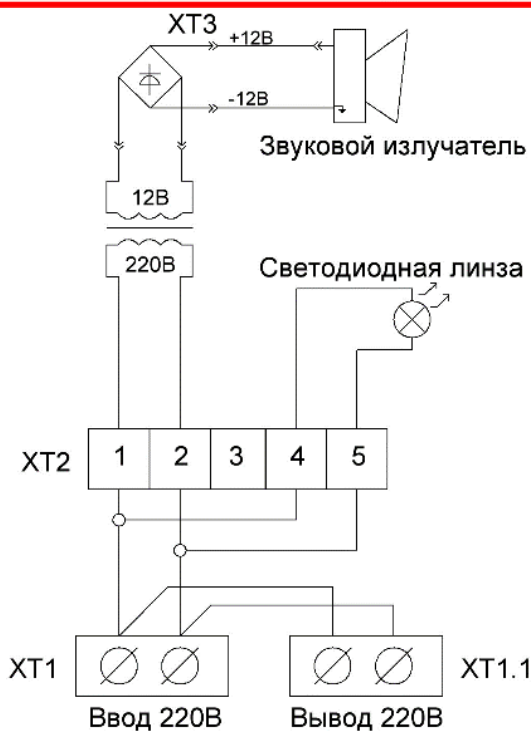 XT3
+12В
-12В
Звуковой излучатель
12В
220В
Светодиодная линза
XT2 1 2 3 4 5
XT1
XT1.1
Ввод 220В
Вывод 220В